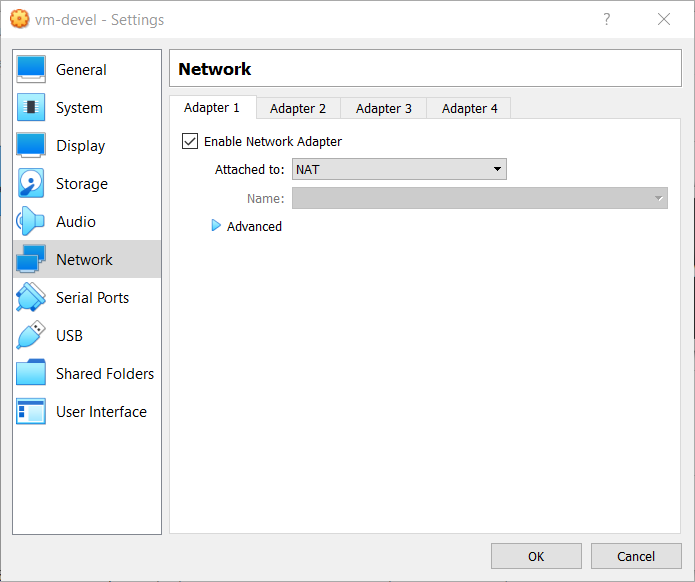 vm-devel - Settings
?
General
System
Display
Storage
Audio
Network
Serial Ports
USB
Shared Folders
User Interface
Network
Adapter 1 Adapter 2 Adapter 3 Adapter 4
Enable Network Adapter
Attached to: NAT
Name:
Advanced
OK Cancel